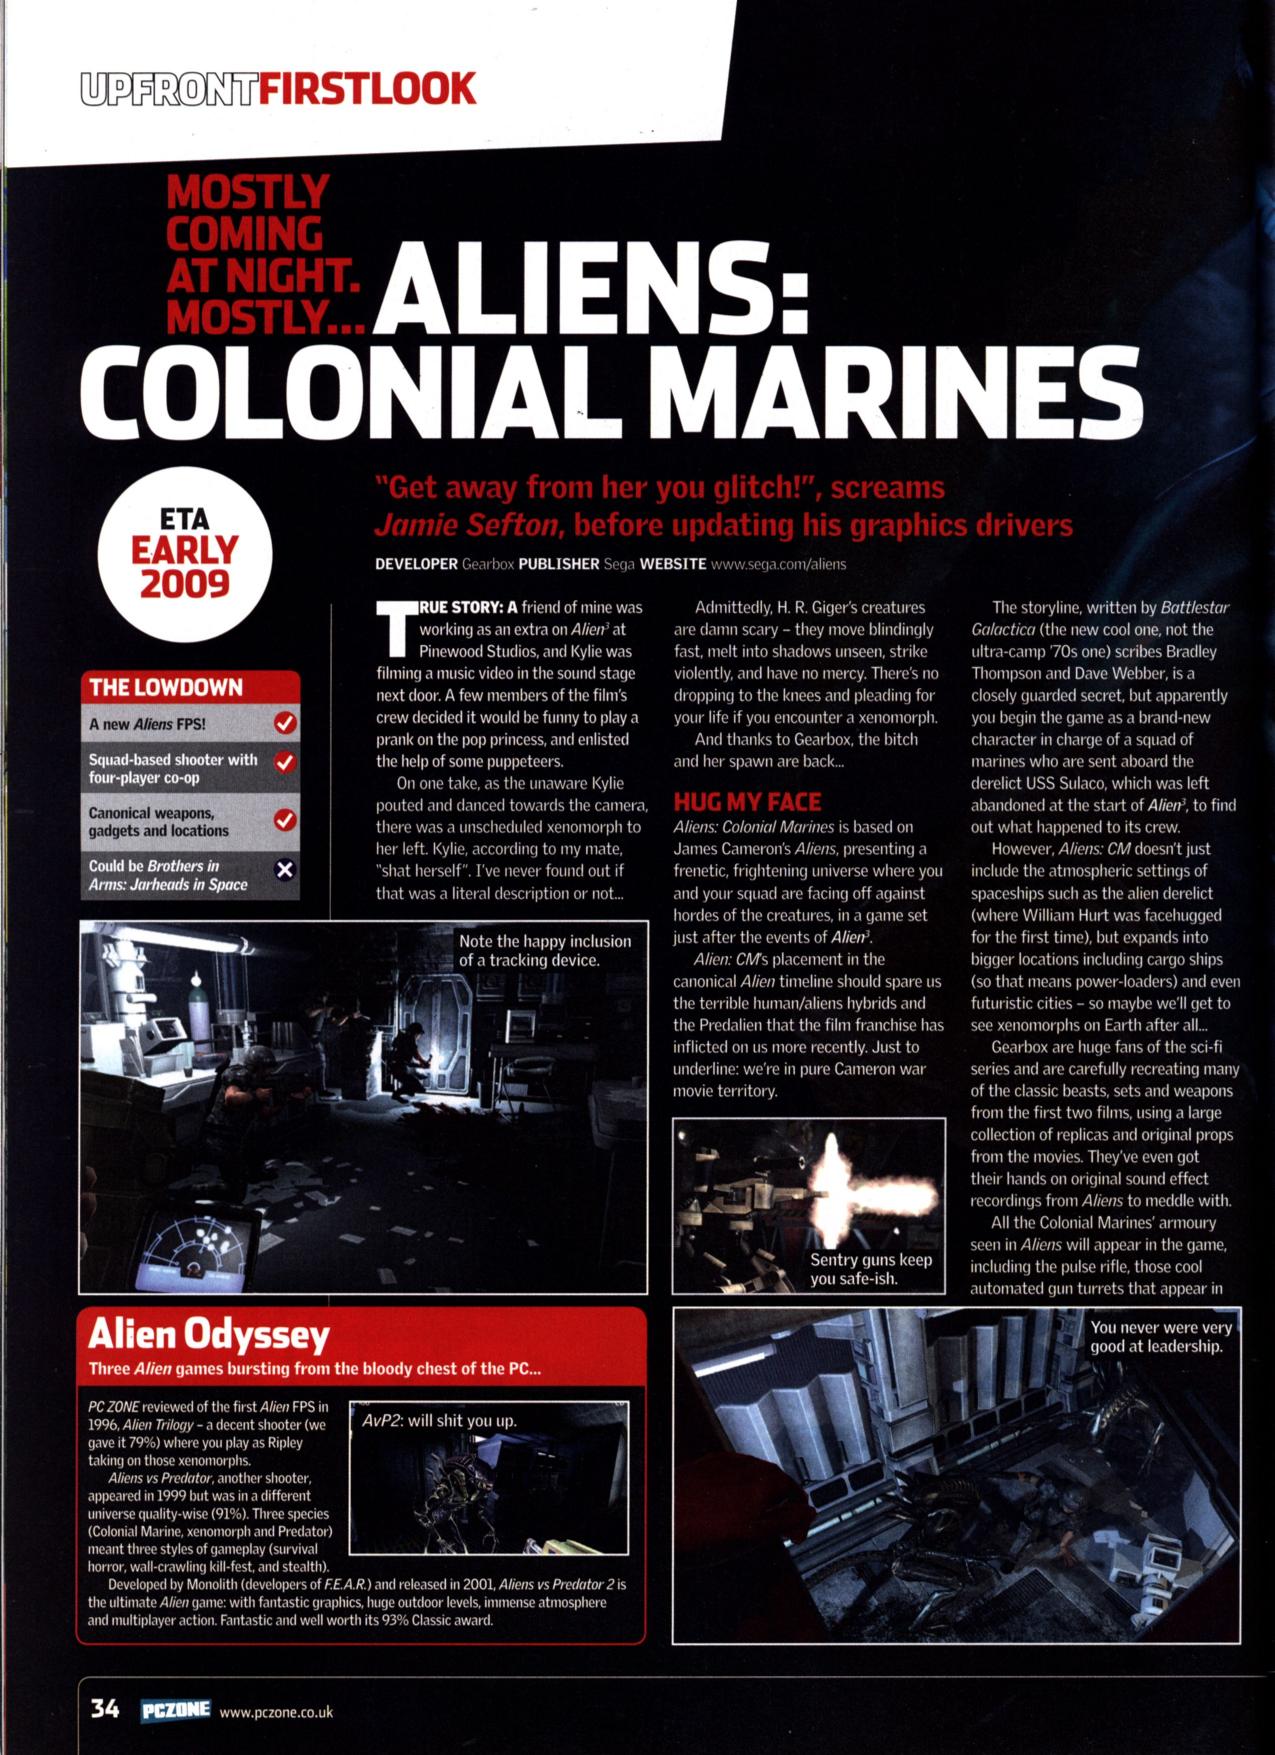 UPFRONTFIRSTLOOK
MOSTLY
COMING
AT NIGHT.
MOSTLY...
ALIENS:
COLONIAL MARINES
ETA
EARLY
2009
"Get away from her you glitch!", screams
Jamie Sefton, before updating his graphics drivers
DEVELOPER Gearbox PUBLISHER Sega WEBSITE www.sega.com/aliens
THE LOWDOWN
A new Aliens FPS!
Squad-based shooter with
four-player co-op
Canonical weapons,
gadgets and locations
Could be Brothers in
Arms: Jarheads in Space
TRUE STORY: A friend of mine was
working as an extra on Alien³ at
Pinewood Studios, and Kylie was
filming a music video in the sound stage
next door. A few members of the film's
crew decided it would be funny to play a
prank on the pop princess, and enlisted
the help of some puppeteers.
On one take, as the unaware Kylie
pouted and danced towards the camera,
there was a unscheduled xenomorph to
her left. Kylie, according to my mate,
"shat herself". I've never found out if
that was a literal description or not...
Admittedly, H. R. Giger's creatures
are damn scary – they move blindingly
fast, melt into shadows unseen, strike
violently, and have no mercy. There's no
dropping to the knees and pleading for
your life if you encounter a xenomorph.
And thanks to Gearbox, the bitch
and her spawn are back...
HUG MY FACE
Aliens: Colonial Marines is based on
James Cameron's Aliens, presenting a
frenetic, frightening universe where you
and your squad are facing off against
hordes of the creatures, in a game set
just after the events of Alien³.
Alien: CM's placement in the
canonical Alien timeline should spare us
the terrible human/aliens hybrids and
the Predalien that the film franchise has
inflicted on us more recently. Just to
underline: we're in pure Cameron war
movie territory.
The storyline, written by Battlestar
Galactica (the new cool one, not the
ultra-camp '70s one) scribes Bradley
Thompson and Dave Webber, is a
closely guarded secret, but apparently
you begin the game as a brand-new
character in charge of a squad of
marines who are sent aboard the
derelict USS Sulaco, which was left
abandoned at the start of Alien³, to find
out what happened to its crew.
However, Aliens: CM doesn't just
include the atmospheric settings of
spaceships such as the alien derelict
(where William Hurt was facehugged
for the first time), but expands into
bigger locations including cargo ships
(so that means power-loaders) and even
futuristic cities – so maybe we'll get to
see xenomorphs on Earth after all...
Gearbox are huge fans of the sci-fi
series and are carefully recreating many
of the classic beasts, sets and weapons
from the first two films, using a large
collection of replicas and original props
from the movies. They've even got
their hands on original sound effect
recordings from Aliens to meddle with.
All the Colonial Marines' armoury
seen in Aliens will appear in the game,
including the pulse rifle, those cool
automated gun turrets that appear in
Note the happy inclusion
of a tracking device.
Sentry guns keep
you safe-ish.
You never were very
good at leadership.
Alien Odyssey
Three Alien games bursting from the bloody chest of the PC...
PC ZONE reviewed of the first Alien FPS in
1996, Alien Trilogy – a decent shooter (we
gave it 79%) where you play as Ripley
taking on those xenomorphs.
Aliens vs Predator, another shooter,
appeared in 1999 but was in a different
universe quality-wise (91%). Three species
(Colonial Marine, xenomorph and Predator)
meant three styles of gameplay (survival
horror, wall-crawling kill-fest, and stealth).
Developed by Monolith (developers of F.E.A.R.) and released in 2001, Aliens vs Predator 2 is
the ultimate Alien game: with fantastic graphics, huge outdoor levels, immense atmosphere
and multiplayer action. Fantastic and well worth its 93% Classic award.
AvP2: will shit you up.
34 PCZONE www.pczone.co.uk